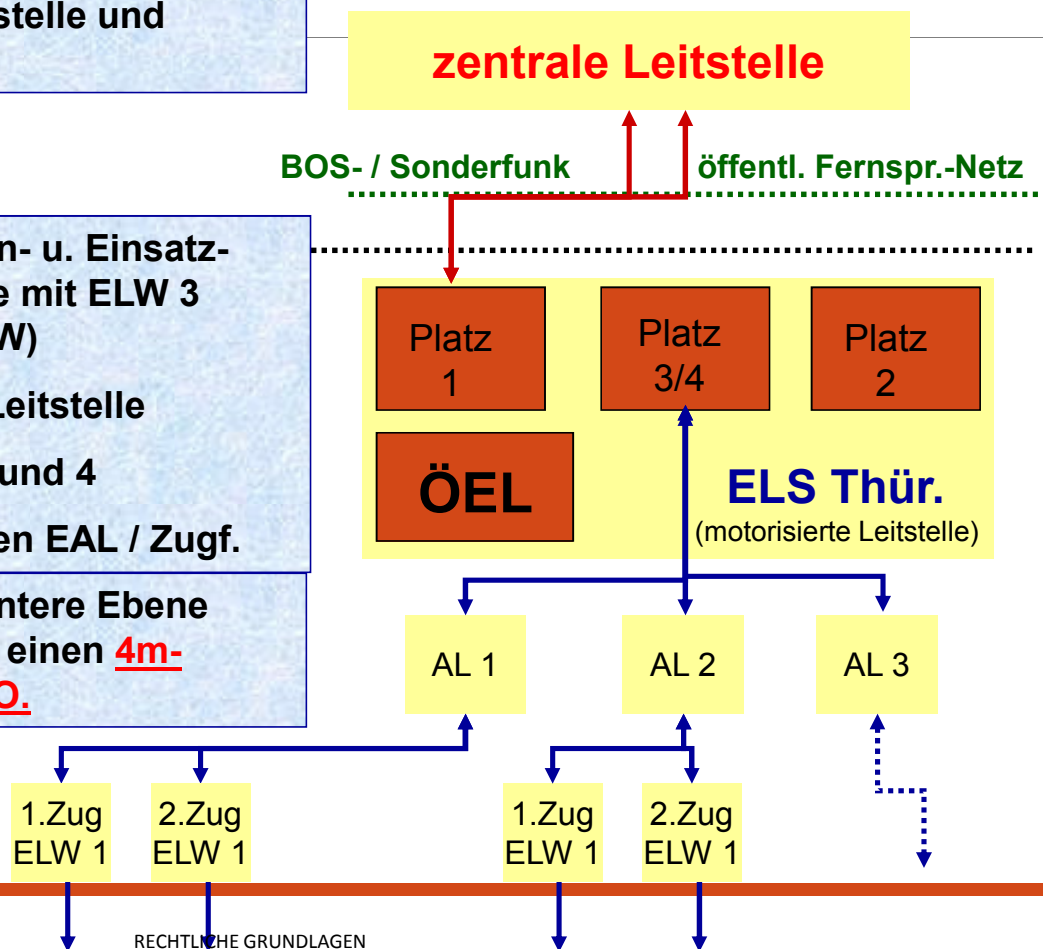 stelle und
zentrale Leitstelle
BOS- / Sonderfunk
öffentl. Fernspr.-Netz
n- u. Einsatz-
e mit ELW 3
W)
Leitstelle
und 4
en EAL / Zugf.
Platz
1
Platz
3/4
Platz
2
ÖEL
ELS Thür.
(motorisierte Leitstelle)
ntere Ebene
einen 4m-
O.
AL 1
AL 2
AL 3
1.Zug
ELW 1
2.Zug
ELW 1
1.Zug
ELW 1
2.Zug
ELW 1
RECHTLICHE GRUNDLAGEN